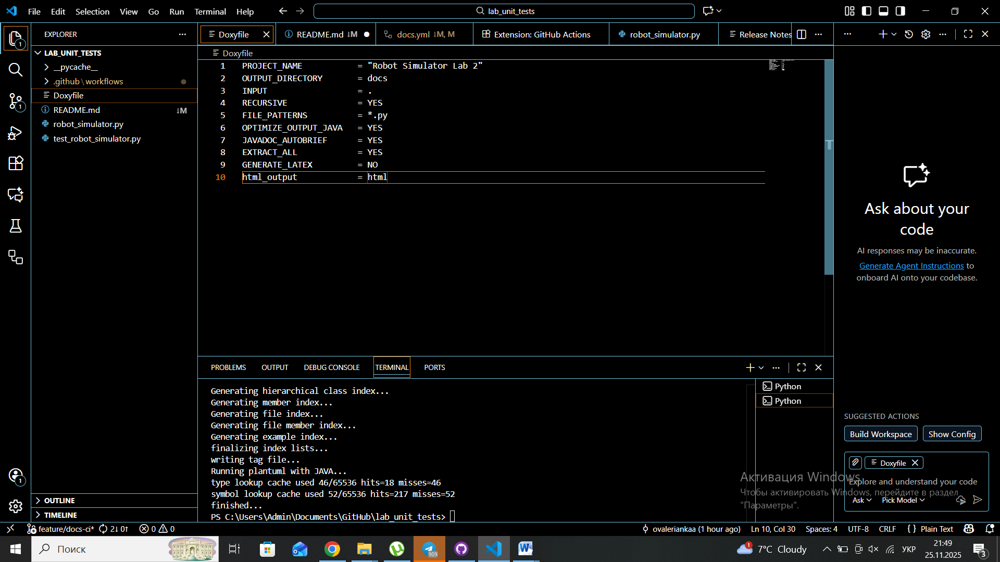 File Edit Selection View Go Run Terminal Help
lab_unit_tests
EXPLORER
LAB_UNIT_TESTS
__pycache__
.github\workflows
Doxyfile
README.md ↓M
robot_simulator.py
test_robot_simulator.py
OUTLINE
TIMELINE
1
1
1
Doxyfile
README.md ↓M
docs.yml ↓M, M
Extension: GitHub Actions
robot_simulator.py
Release Notes
Doxyfile
1 PROJECT_NAME = "Robot Simulator Lab 2"
2 OUTPUT_DIRECTORY = docs
3 INPUT = .
4 RECURSIVE = YES
5 FILE_PATTERNS = *.py
6 OPTIMIZE_OUTPUT_JAVA = YES
7 JAVADOC_AUTOBRIEF = YES
8 EXTRACT_ALL = YES
9 GENERATE_LATEX = NO
10 html_output = html
PROBLEMS OUTPUT DEBUG CONSOLE TERMINAL PORTS
Generating hierarchical class index...
Generating member index...
Generating file index...
Generating file member index...
Generating example index...
finalizing index lists...
writing tag file...
Running plantuml with JAVA...
type lookup cache used 46/65536 hits=18 misses=46
symbol lookup cache used 52/65536 hits=217 misses=52
finished...
PS C:\Users\Admin\Documents\GitHub\lab_unit_tests>
Python
Python
Ask about your
code
AI responses may be inaccurate.
Generate Agent Instructions to
onboard AI onto your codebase.
SUGGESTED ACTIONS
Build Workspace Show Config
Doxyfile
Explore and understand your code
Ask Pick Model
Активация Windows
Чтобы активировать Windows, перейдите в раздел
"Параметры".
feature/docs-ci* 2↓ 0↑ 0 0
ovaleriankaa (1 hour ago) Ln 10, Col 30 Spaces: 4 UTF-8 CRLF { } Plain Text
Поиск
909
1
7°C Cloudy
УКР
21:49
25.11.2025
3